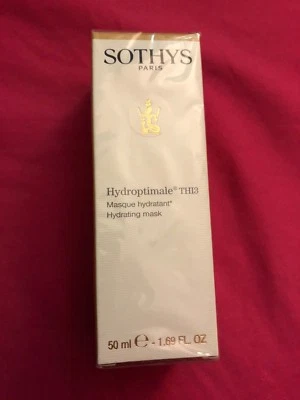 SOTHYS
PARIS
Hydroptimale® THI3
Masque hydratant*
Hydrating mask
50 ml ℮ - 1.69 FL. OZ